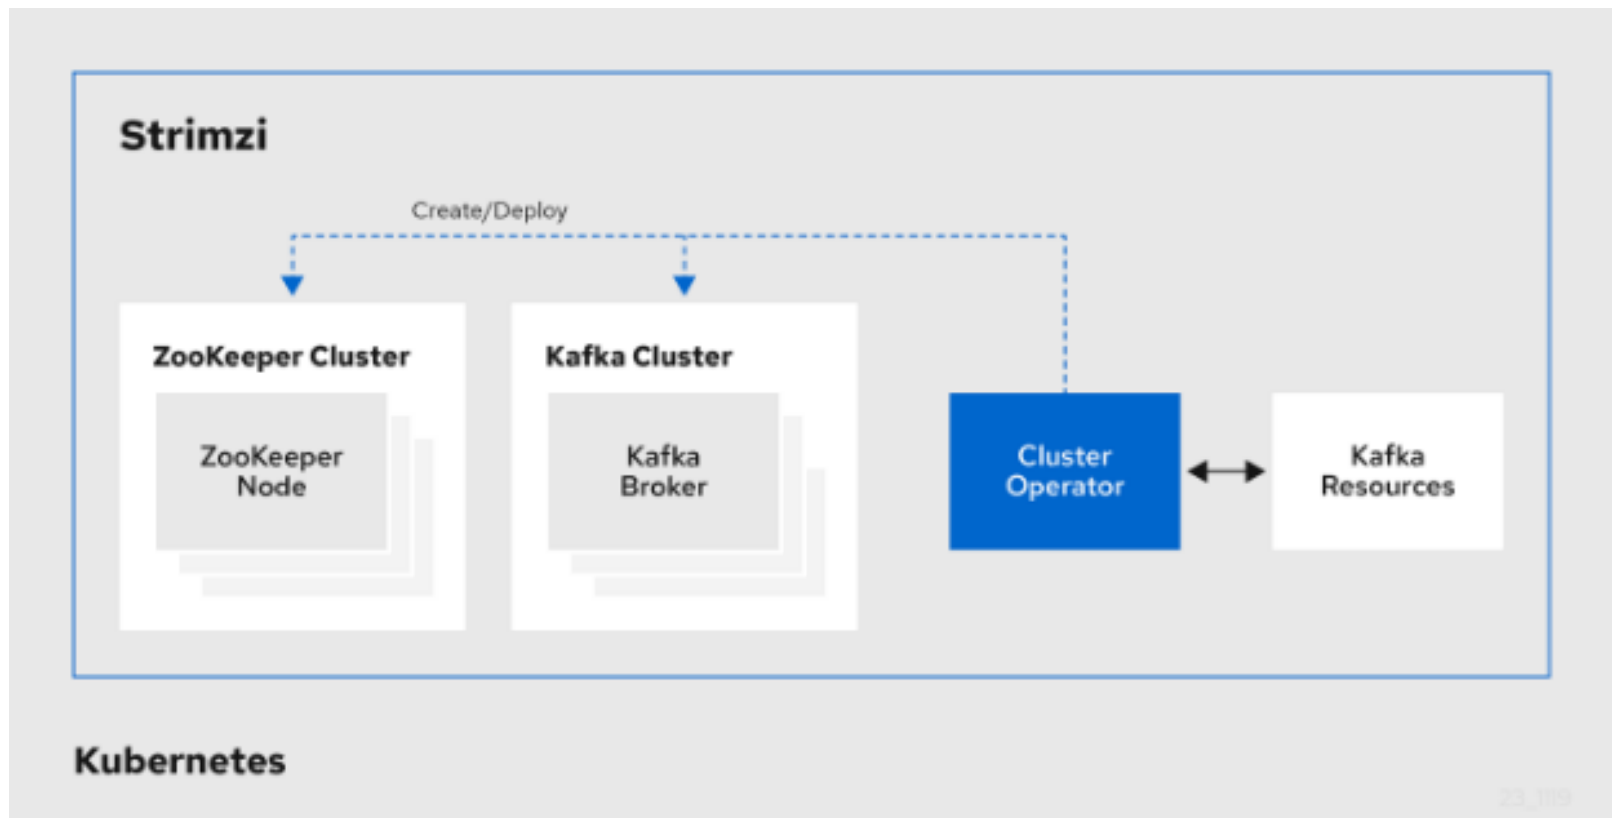 Strimzi
Create/Deploy
ZooKeeper Cluster
ZooKeeper
Node
Kafka Cluster
Kafka
Broker
Cluster
Operator
Kafka
Resources
Kubernetes